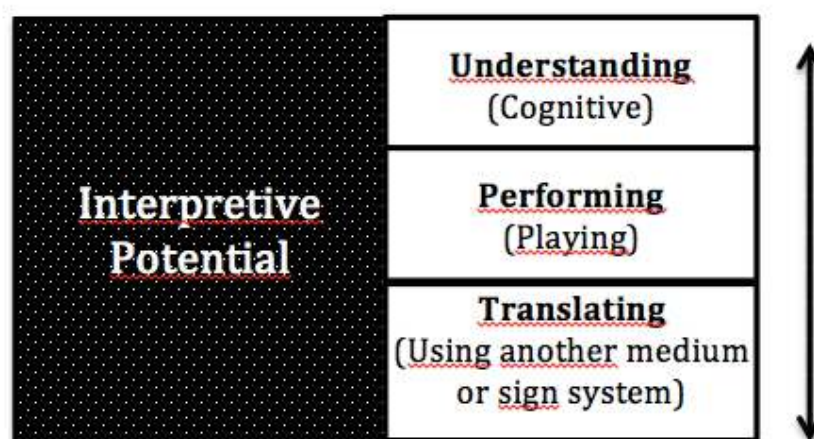 Interpretive
Potential
Understanding
(Cognitive)
Performing
(Playing)
Translating
(Using another medium
or sign system)